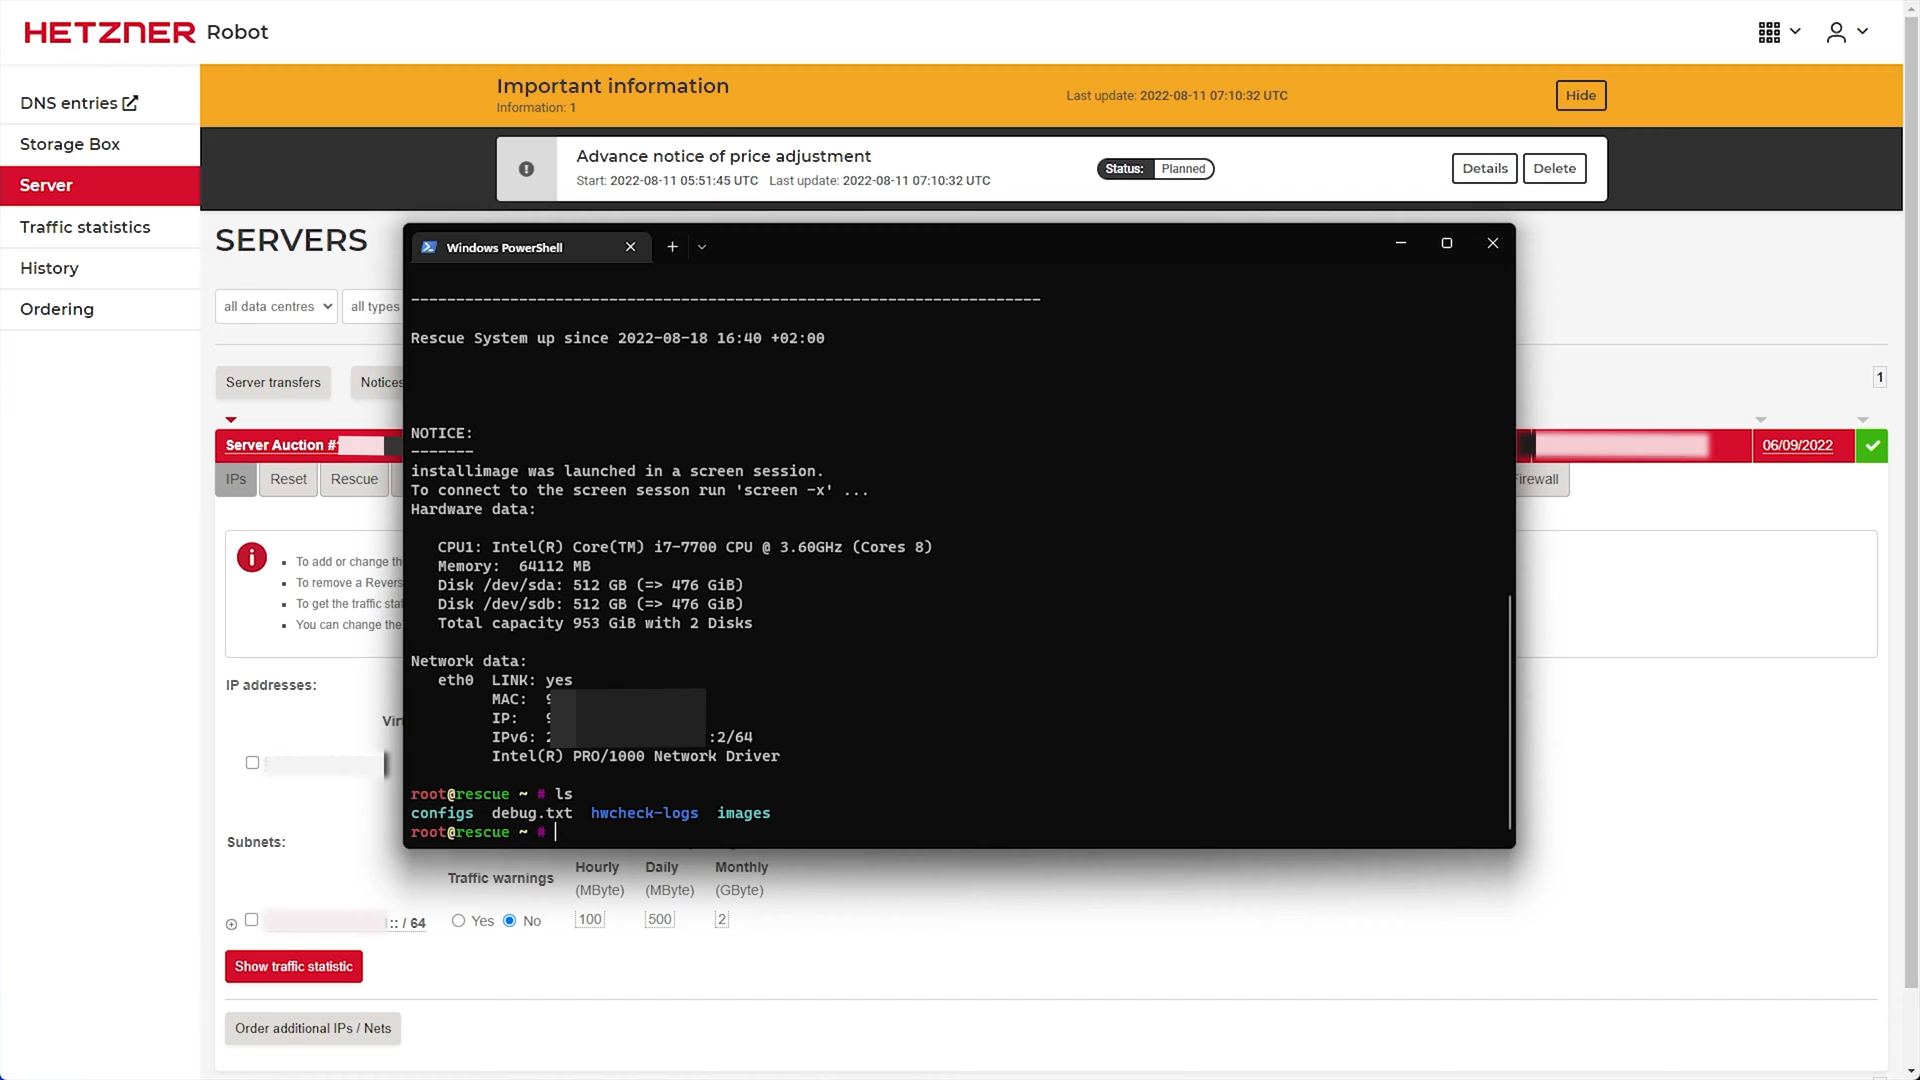 HETZNER Robot
DNS entries
Storage Box
Server
Traffic statistics
History
Ordering
Important information
Information: 1
Last update: 2022-08-11 07:10:32 UTC
Hide
Advance notice of price adjustment
Start: 2022-08-11 05:51:45 UTC Last update: 2022-08-11 07:10:32 UTC
Status: Planned
Details
Delete
SERVERS
all data centres
all types
Server transfers
Notices
1
Server Auction #
06/09/2022
IPs
Reset
Rescue
Firewall
To add or change th
To remove a Revers
To get the traffic stat
You can change the
IP addresses:
Virt
Subnets:
Windows PowerShell
----------------------------------------------------------------------
Rescue System up since 2022-08-18 16:40 +02:00
NOTICE:
-------
installimage was launched in a screen session.
To connect to the screen sesson run 'screen -x' ...
Hardware data:
CPU1: Intel(R) Core(TM) i7-7700 CPU @ 3.60GHz (Cores 8)
Memory: 64112 MB
Disk /dev/sda: 512 GB (=> 476 GiB)
Disk /dev/sdb: 512 GB (=> 476 GiB)
Total capacity 953 GiB with 2 Disks
Network data:
eth0 LINK: yes
MAC: 9
IP: 9
IPv6: 2 :2/64
Intel(R) PRO/1000 Network Driver
root@rescue ~ # ls
configs debug.txt hwcheck-logs images
root@rescue ~ #
Traffic warnings
Hourly
(MByte)
Daily
(MByte)
Monthly
(GByte)
:: / 64
Yes
No
100
500
2
Show traffic statistic
Order additional IPs / Nets